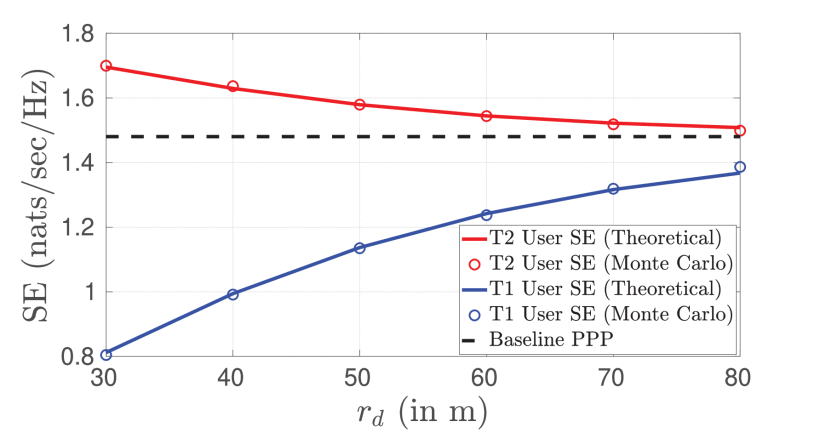 1.8
1.6
1.4
1.2
1
0.8
SE (nats/sec/Hz)
T2 User SE (Theoretical)
T2 User SE (Monte Carlo)
T1 User SE (Theoretical)
T1 User SE (Monte Carlo)
Baseline PPP
30 40 50 60 70 80
r_d (in m)